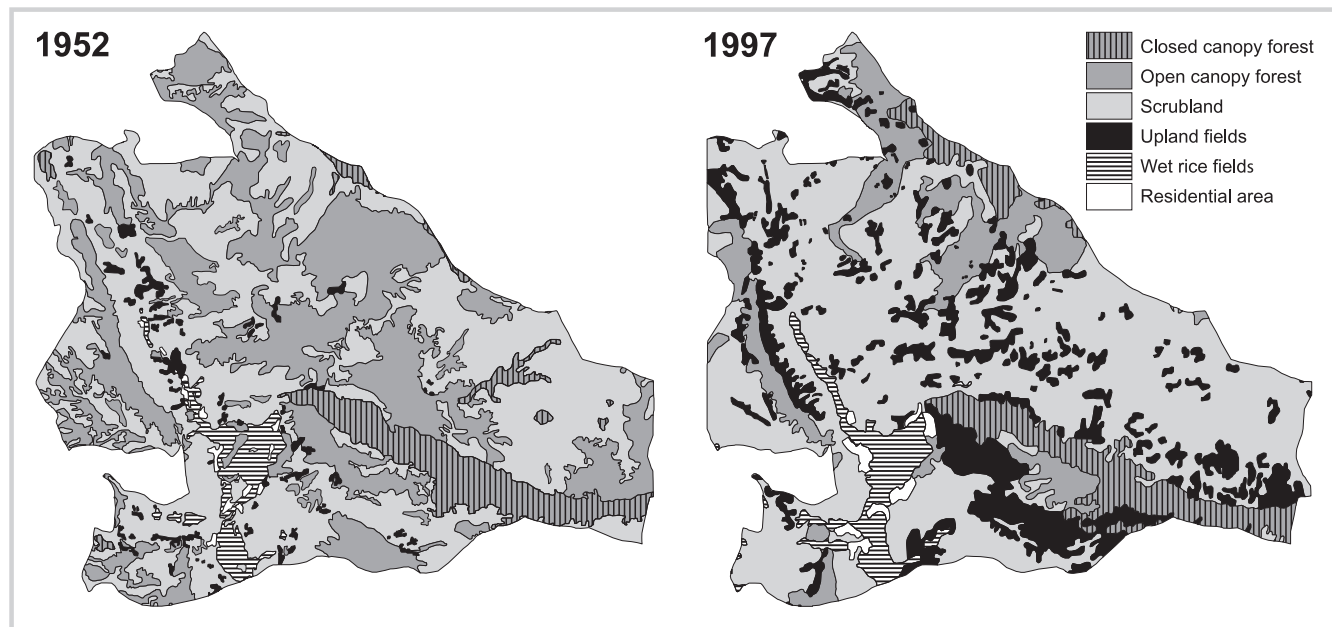 1952
1997
Closed canopy forest
Open canopy forest
Scrubland
Upland fields
Wet rice fields
Residential area